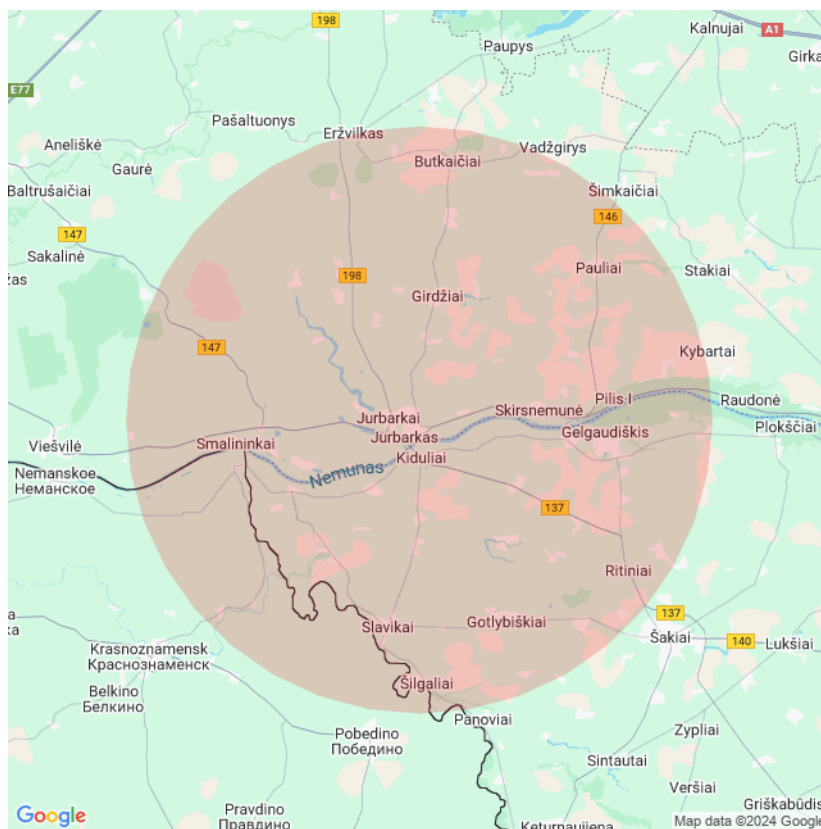 198
Paupys
Kalnujai
A1
Girka
E77
Pašaltuonys
Eržvilkas
Aneliškė
Vadžgirys
Butkaičiai
Gaurė
Baltrušaičiai
Šimkaičiai
146
147
Sakalinė
Pauliai
Stakiai
198
žas
Girdžiai
147
Kybartai
Pilis I
Raudonė
Skirsnemunė
Jurbarkai
Plokščiai
Gelgaudiškis
Jurbarkas
Viešvilė
Smalininkai
Kiduliai
Nemanskoe
Неманское
Nemunas
137
Ritiniai
137
Slavikai
Gotlybiškiai
Šakiai
140
Lukšiai
Krasnoznamensk
Краснознаменск
Šilgaliai
Belkino
Белкино
Panoviai
Pobedino
Победино
Zypliai
Sintautai
Veršiai
Griškabūdis
Pravdino
Правдино
Google
Keturnaujiena
Map data ©2024 Google